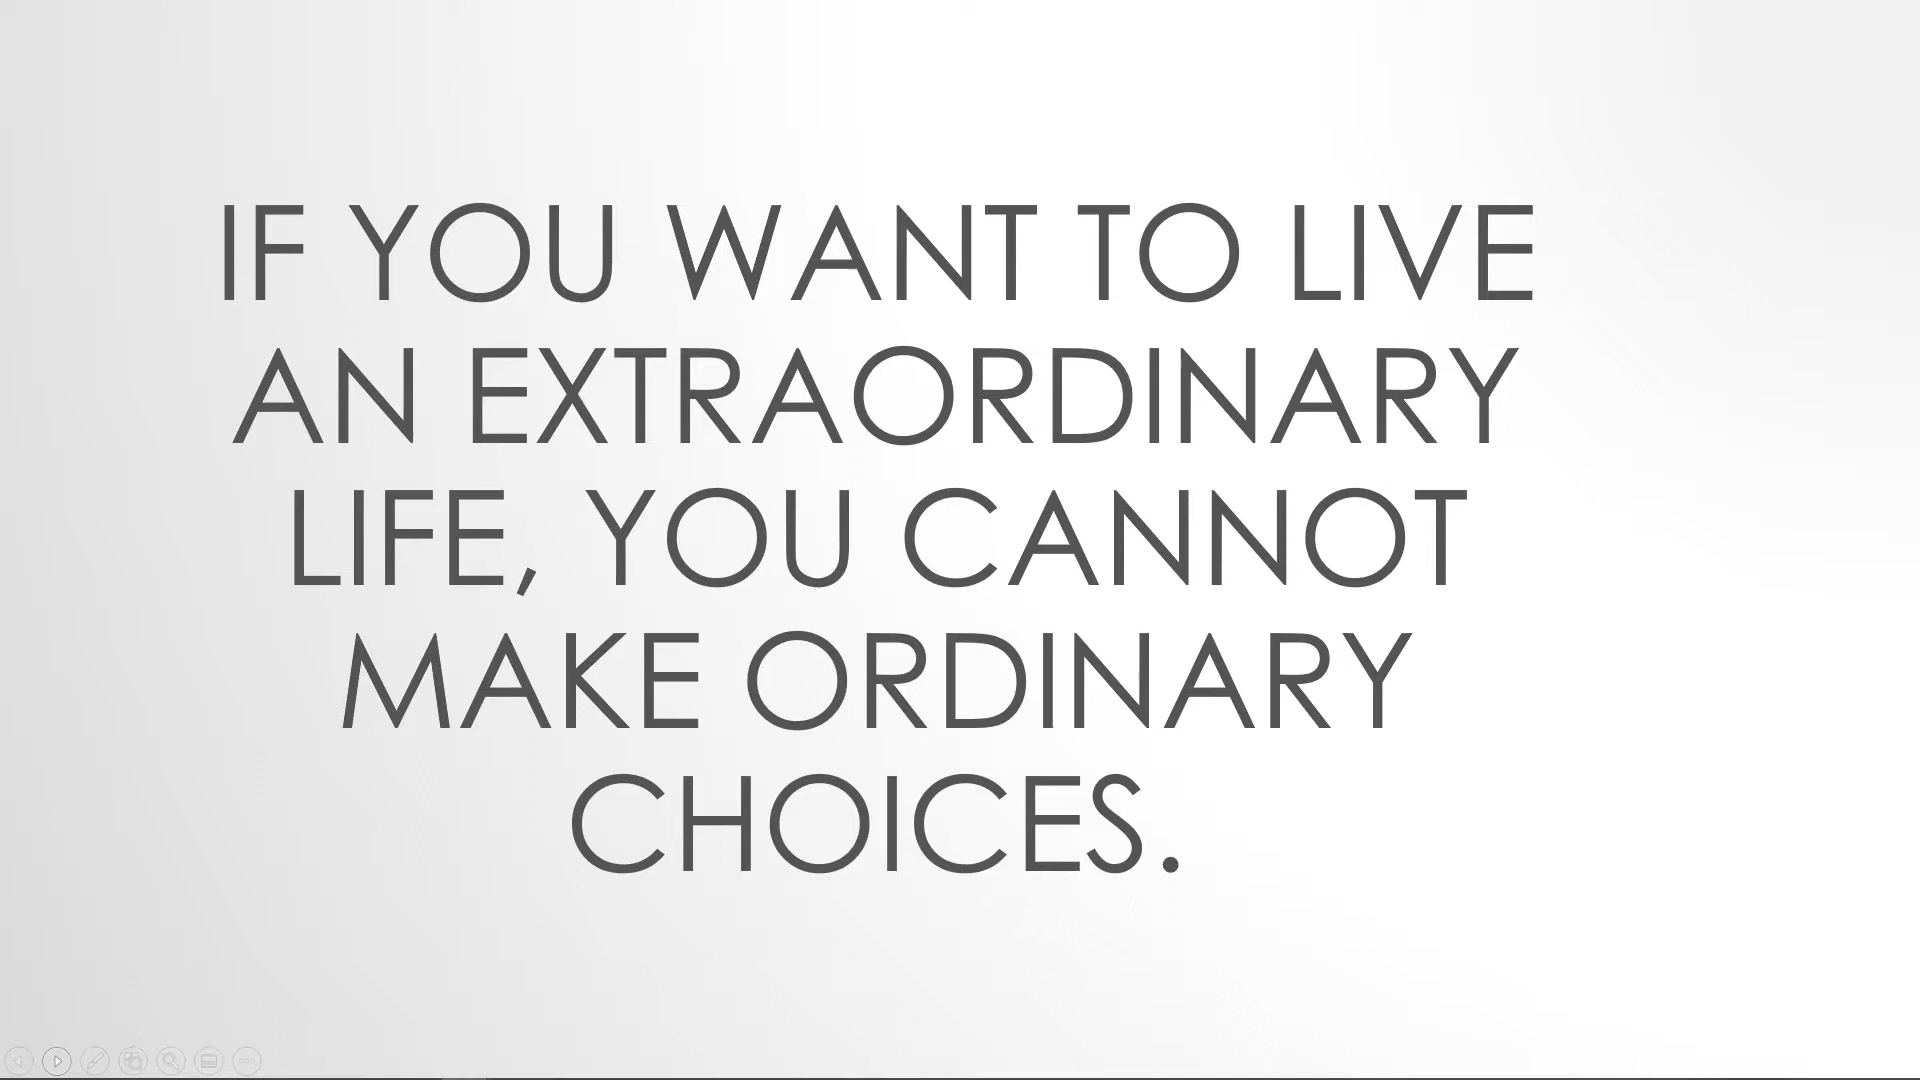 IF YOU WANT TO LIVE
AN EXTRAORDINARY
LIFE, YOU CANNOT
MAKE ORDINARY
CHOICES.